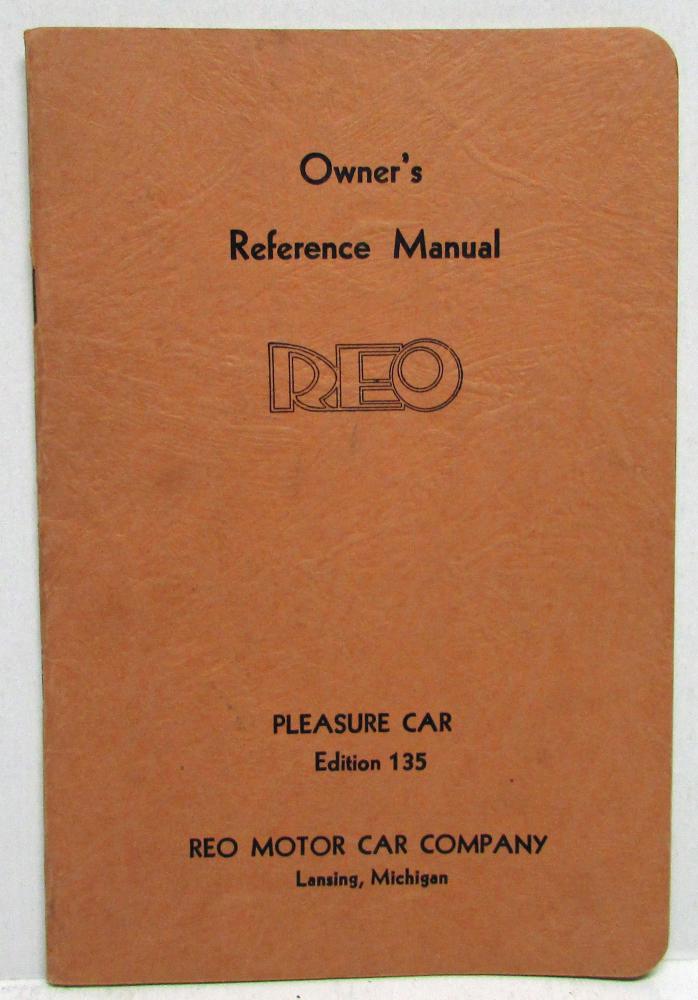 Owner's
Reference Manual
REO
PLEASURE CAR
Edition 135
REO MOTOR CAR COMPANY
Lansing, Michigan